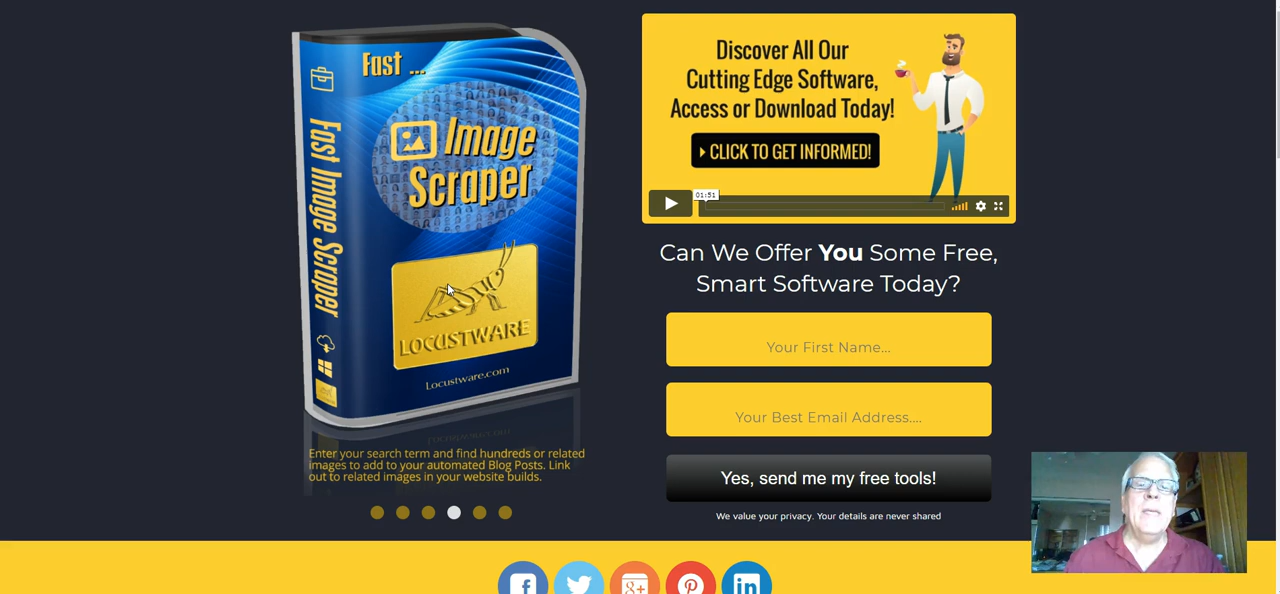 Fast ...
Image
Scraper
Fast Image Scraper
LOCUSTWARE
Locustware.com
Enter your search term and find hundreds or related
images to add to your automated Blog Posts. Link
out to related images in your website builds.
Discover All Our
Cutting Edge Software,
Access or Download Today!
CLICK TO GET INFORMED!
01:51
Can We Offer You Some Free,
Smart Software Today?
Your First Name...
Your Best Email Address....
Yes, send me my free tools!
We value your privacy. Your details are never shared
f
g+
in